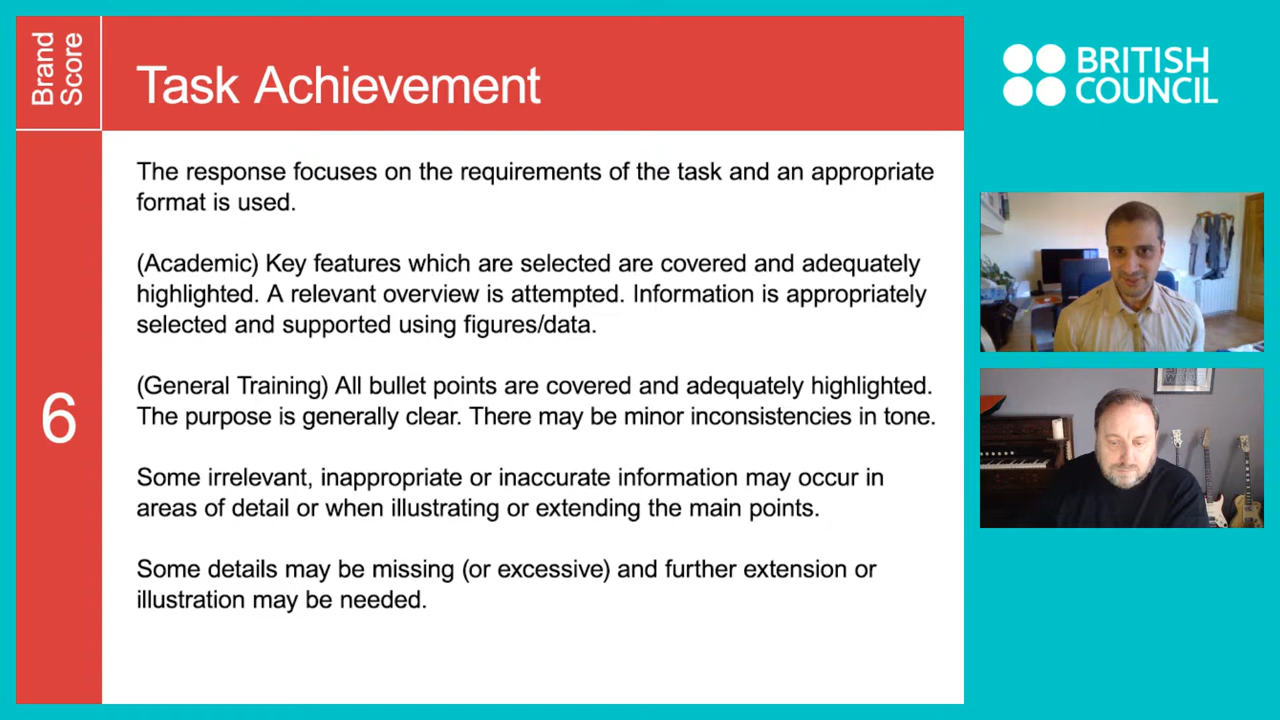 Brand
Score
Task Achievement
BRITISH
COUNCIL
The response focuses on the requirements of the task and an appropriate
format is used.
(Academic) Key features which are selected are covered and adequately
highlighted. A relevant overview is attempted. Information is appropriately
selected and supported using figures/data.
(General Training) All bullet points are covered and adequately highlighted.
The purpose is generally clear. There may be minor inconsistencies in tone.
6
Some irrelevant, inappropriate or inaccurate information may occur in
areas of detail or when illustrating or extending the main points.
Some details may be missing (or excessive) and further extension or
illustration may be needed.